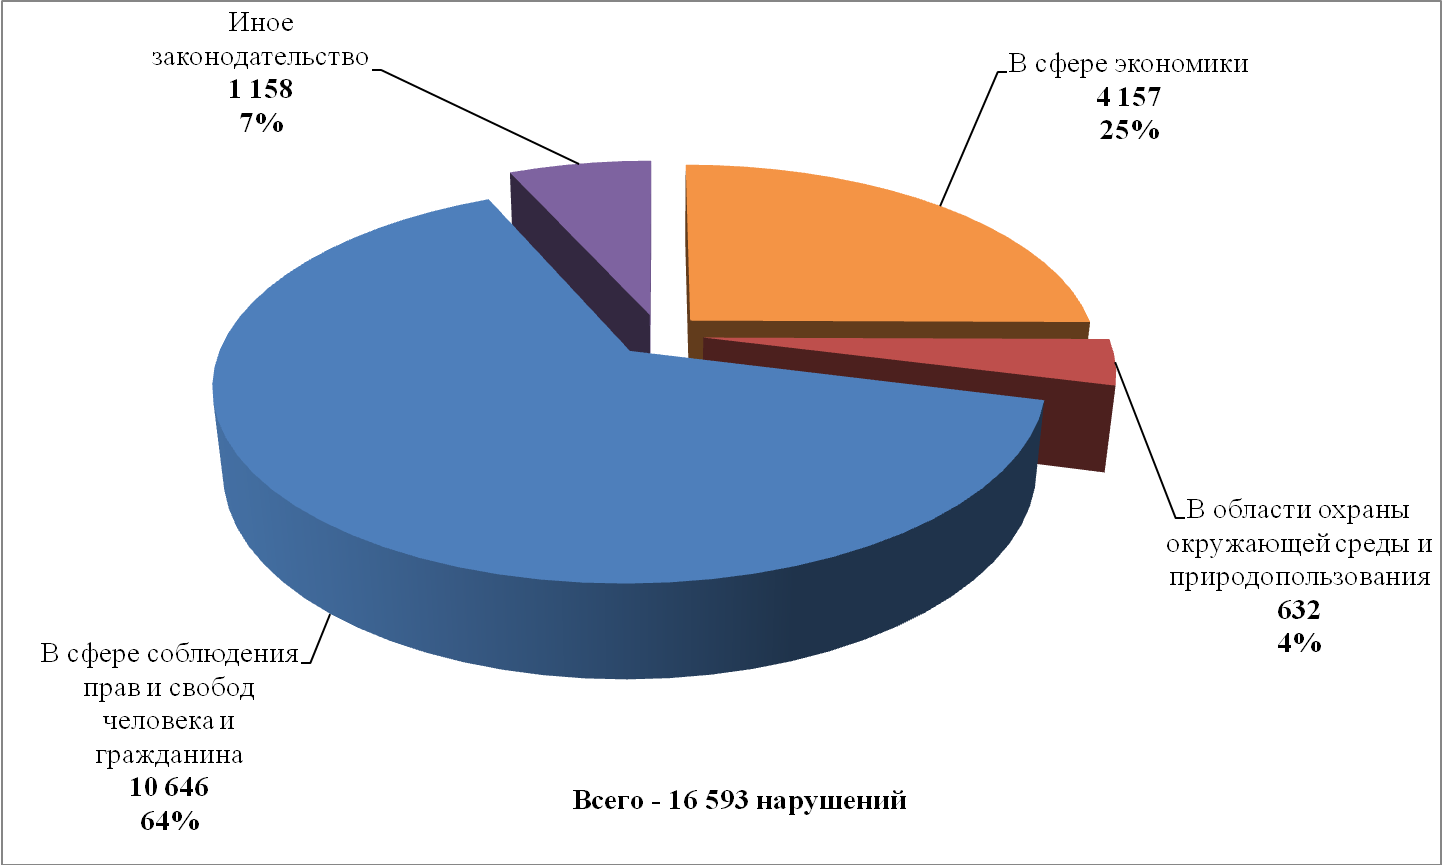 Иное
законодательство
1 158
7%
В сфере экономики
4 157
25%
В области охраны
окружающей среды и
природопользования
632
4%
В сфере соблюдения
прав и свобод
человека и
гражданина
10 646
64%
Всего - 16 593 нарушений